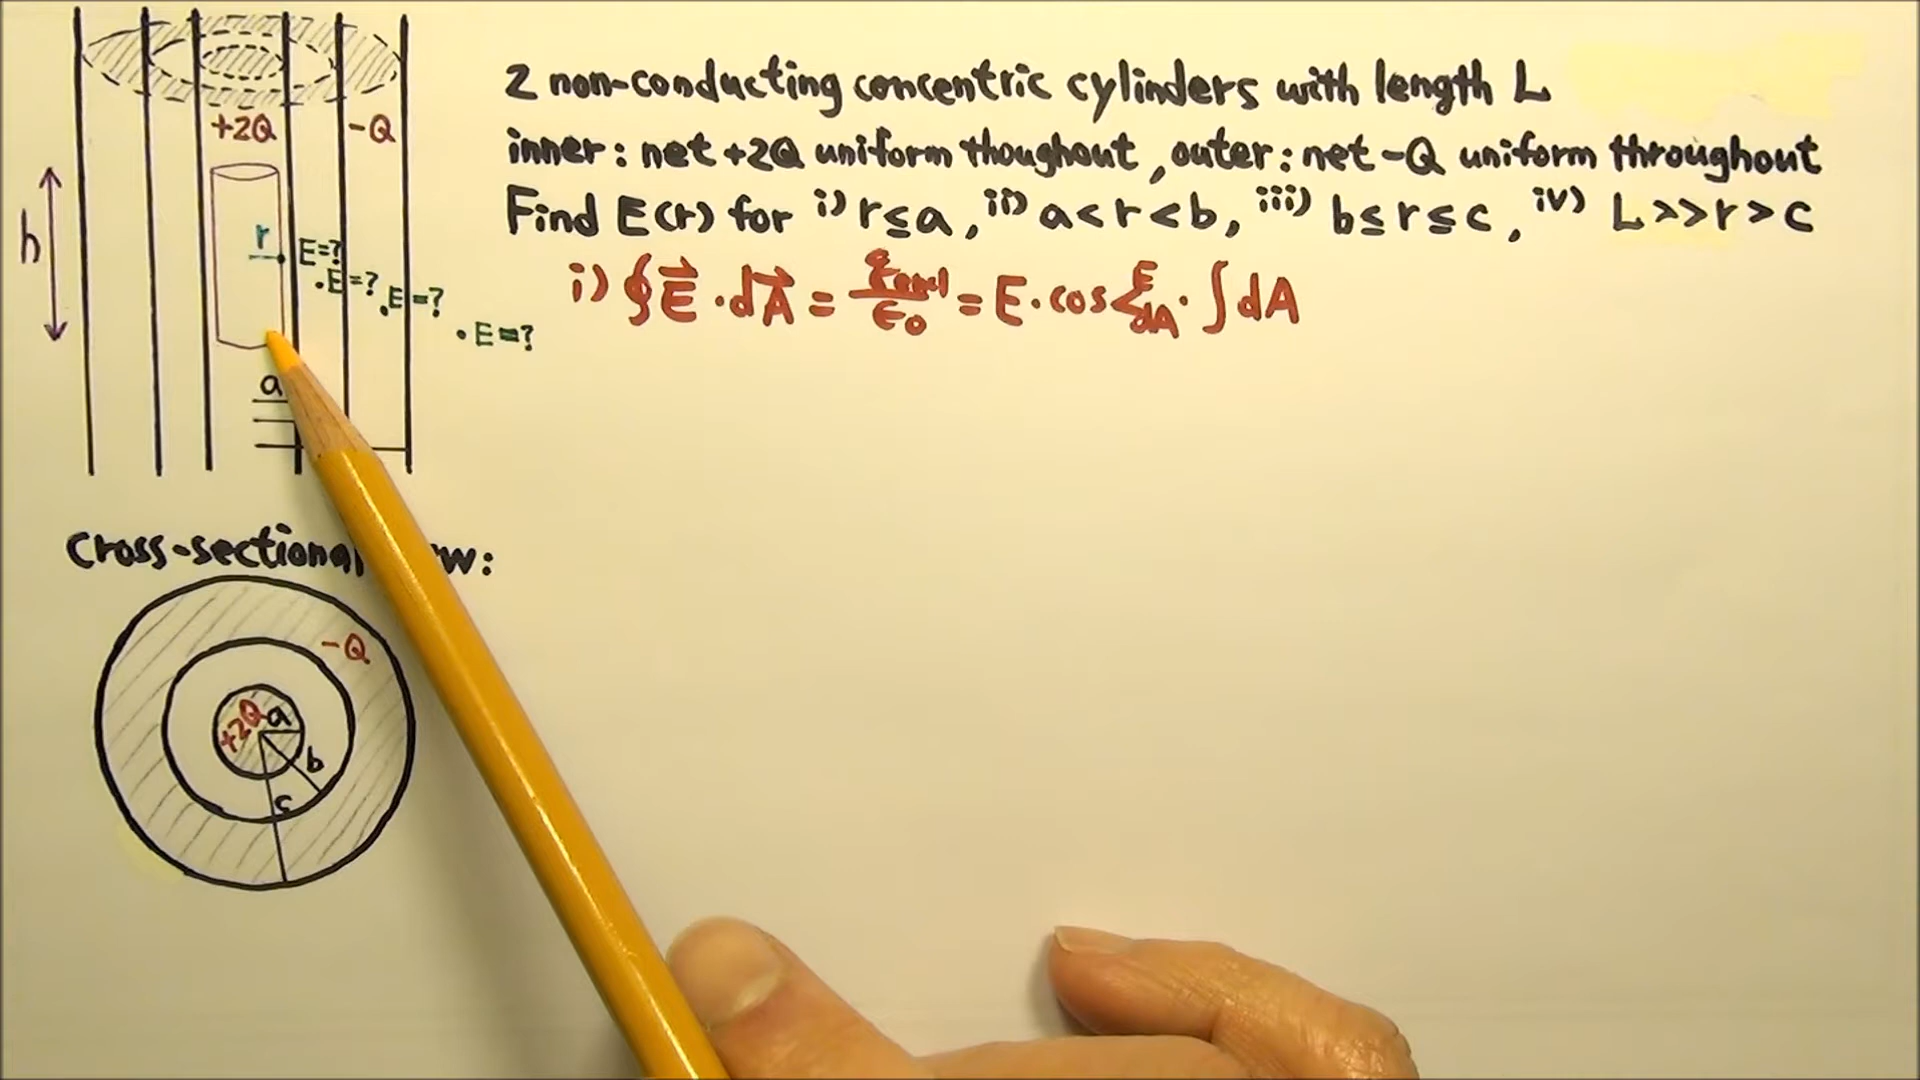 2 non-conducting concentric cylinders with length L
inner: net +2Q uniform thoughout, outer: net -Q uniform throughout
Find E(r) for i) r≤a, ii) a<r<b, iii) b≤r≤c, iv) L>>r>c
i) ∮E⃗·dA⃗ = qencl/ε₀ = E·cos∠E dA·∫dA
+2Q
-Q
h
r
E=?
E=?
E=?
E=?
a
cross-sectional
-Q
+2Q
a
b
c